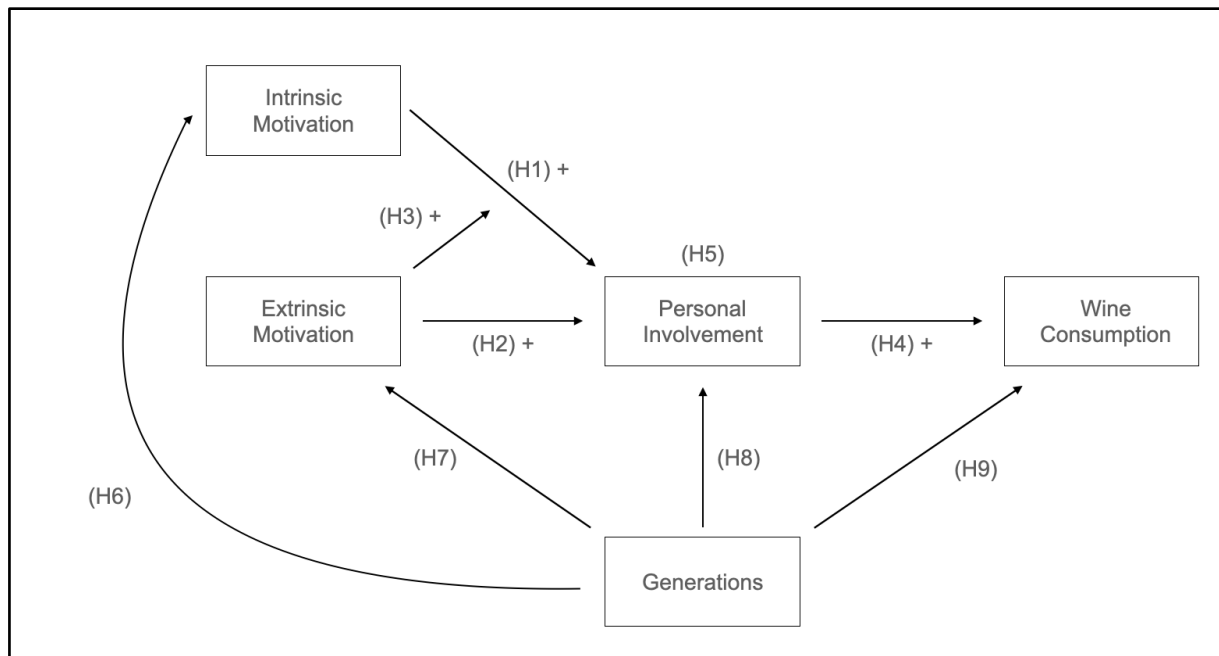 Intrinsic
Motivation
(H1) +
(H3) +
(H5)
Extrinsic
Motivation
(H2) +
Personal
Involvement
(H4) +
Wine
Consumption
(H7)
(H8)
(H9)
(H6)
Generations